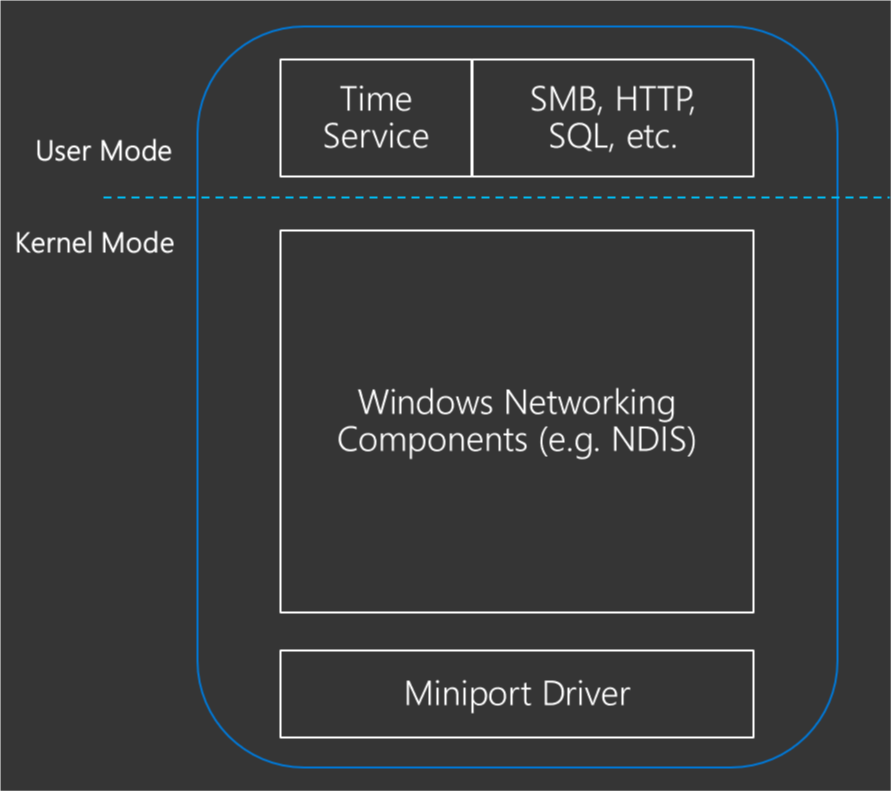 Time
Service
SMB, HTTP,
SQL, etc.
User Mode
Kernel Mode
Windows Networking
Components (e.g. NDIS)
Miniport Driver